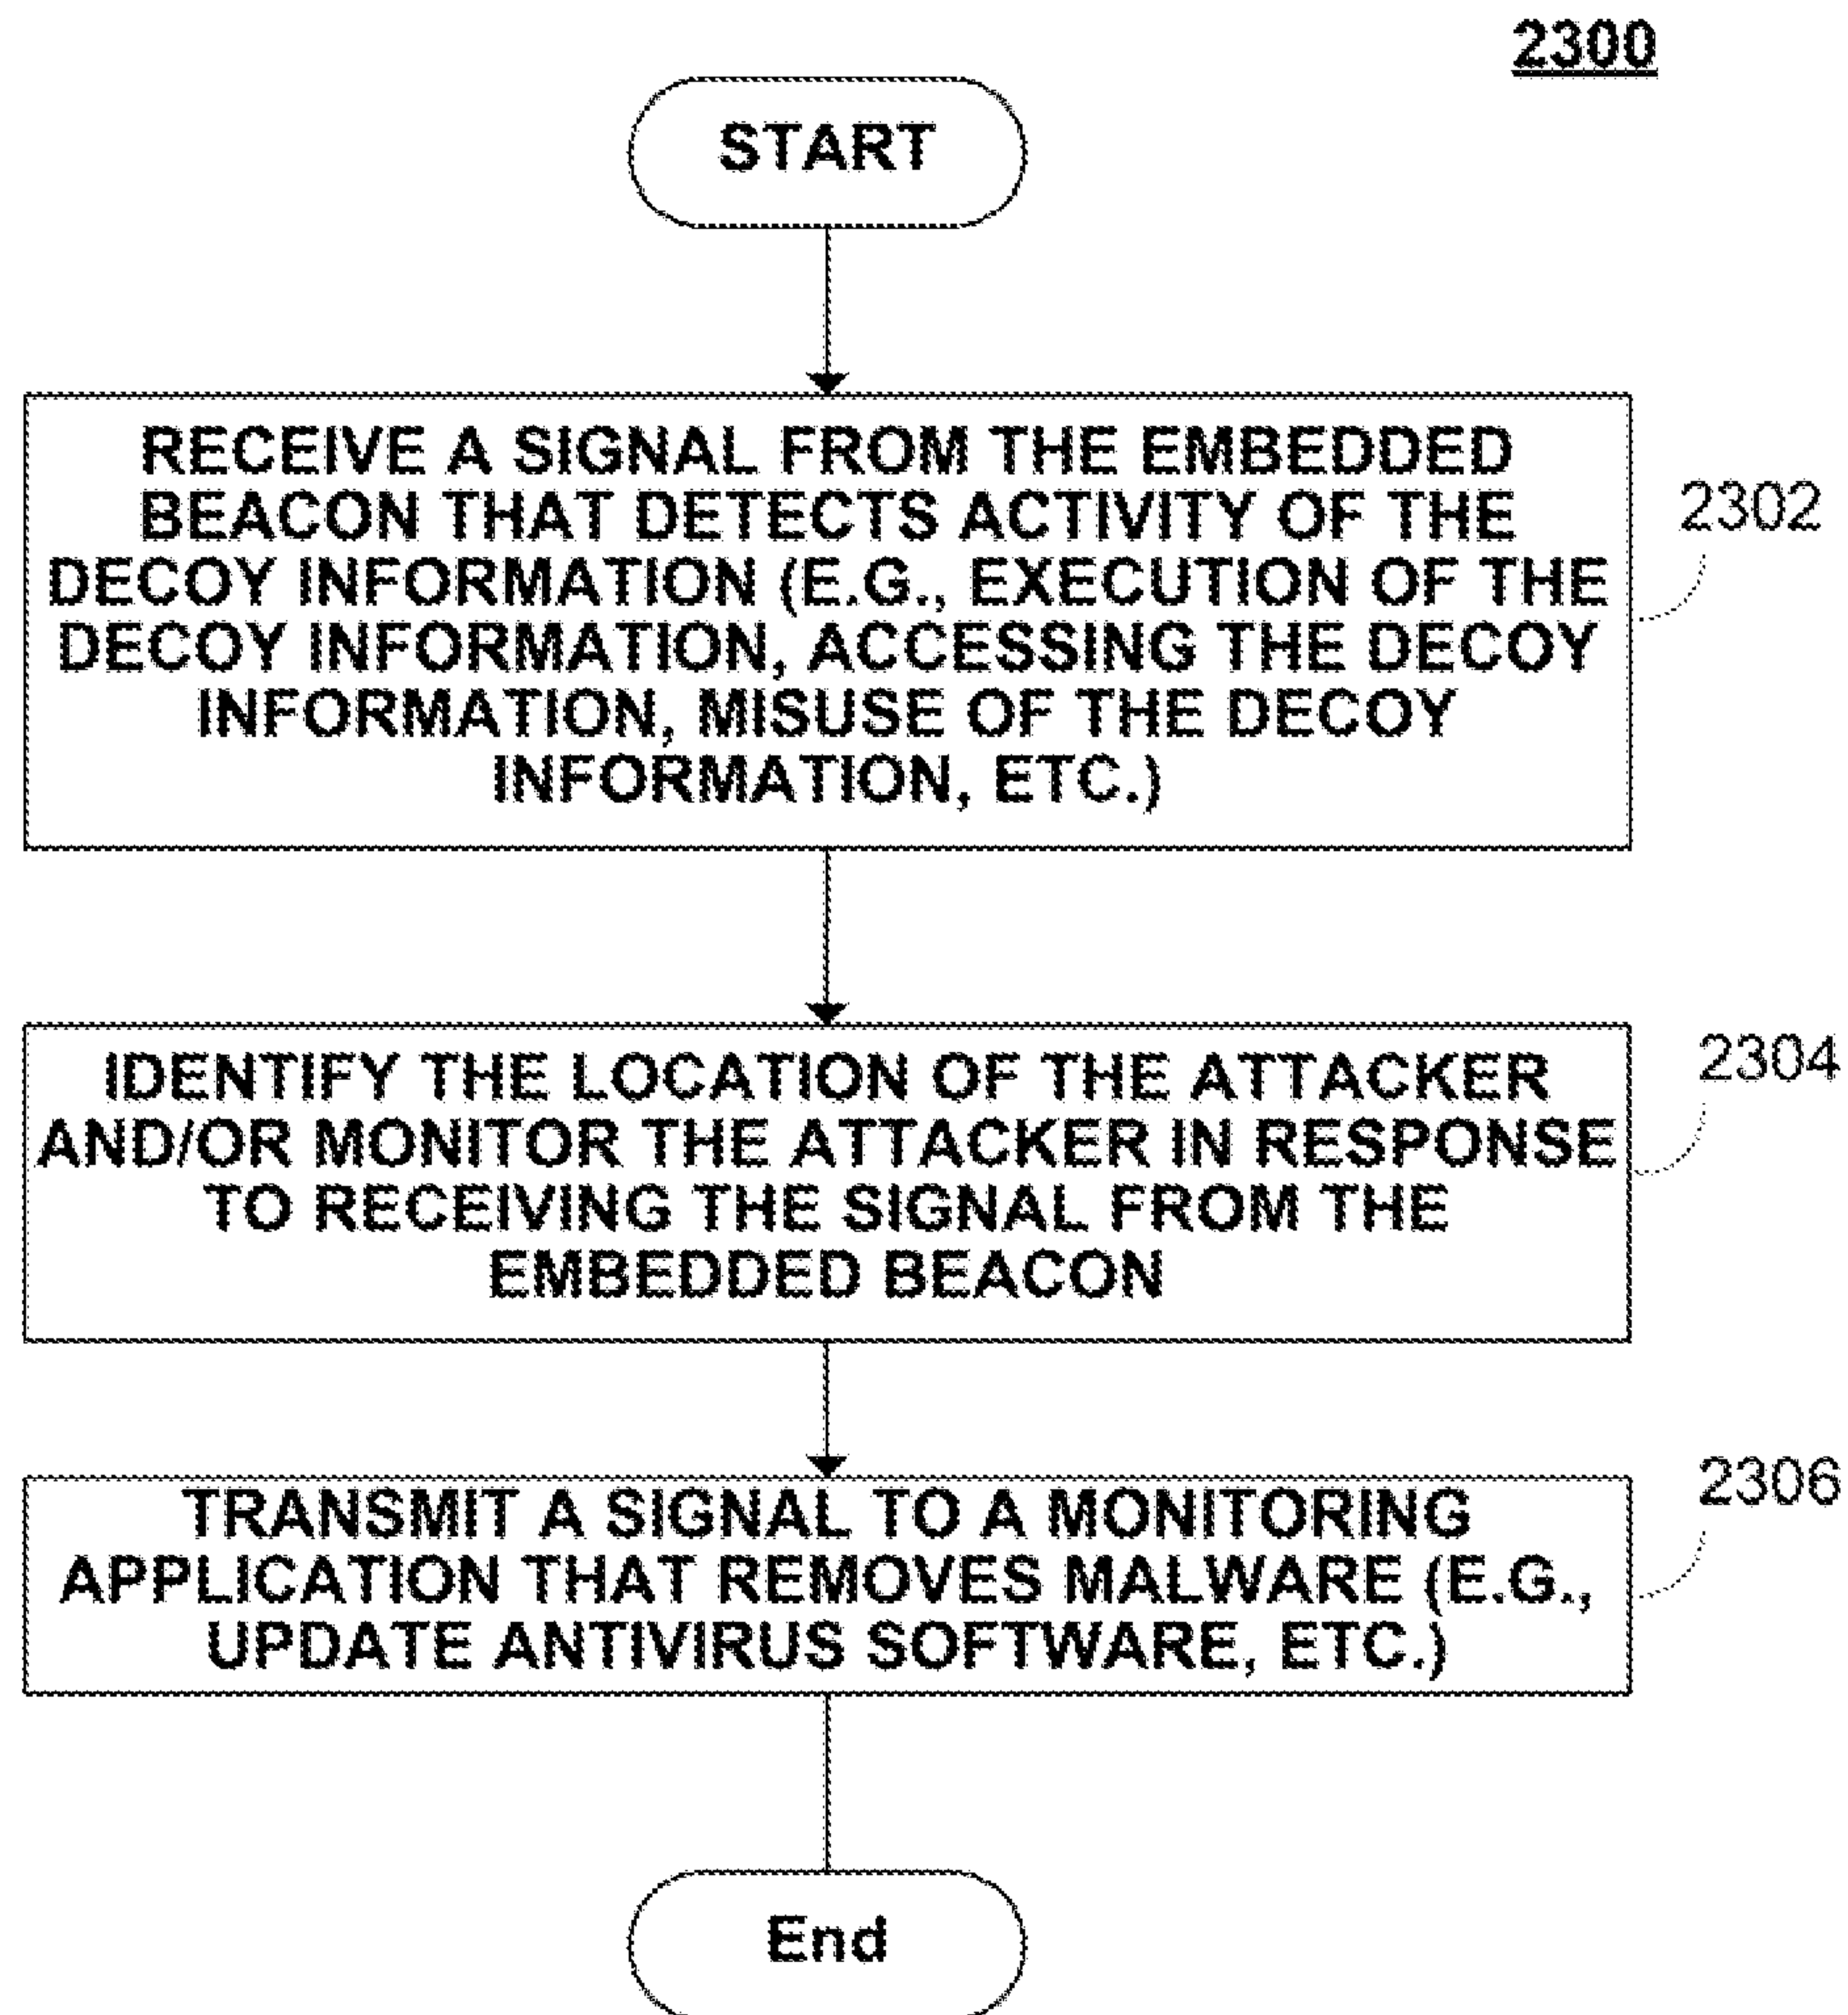 2300
START
RECEIVE A SIGNAL FROM THE EMBEDDED
BEACON THAT DETECTS ACTIVITY OF THE
DECOY INFORMATION (E.G., EXECUTION OF THE
DECOY INFORMATION, ACCESSING THE DECOY
INFORMATION, MISUSE OF THE DECOY
INFORMATION, ETC.)
2302
IDENTIFY THE LOCATION OF THE ATTACKER
AND/OR MONITOR THE ATTACKER IN RESPONSE
TO RECEIVING THE SIGNAL FROM THE
EMBEDDED BEACON
2304
TRANSMIT A SIGNAL TO A MONITORING
APPLICATION THAT REMOVES MALWARE (E.G.,
UPDATE ANTIVIRUS SOFTWARE, ETC.)
2306
End